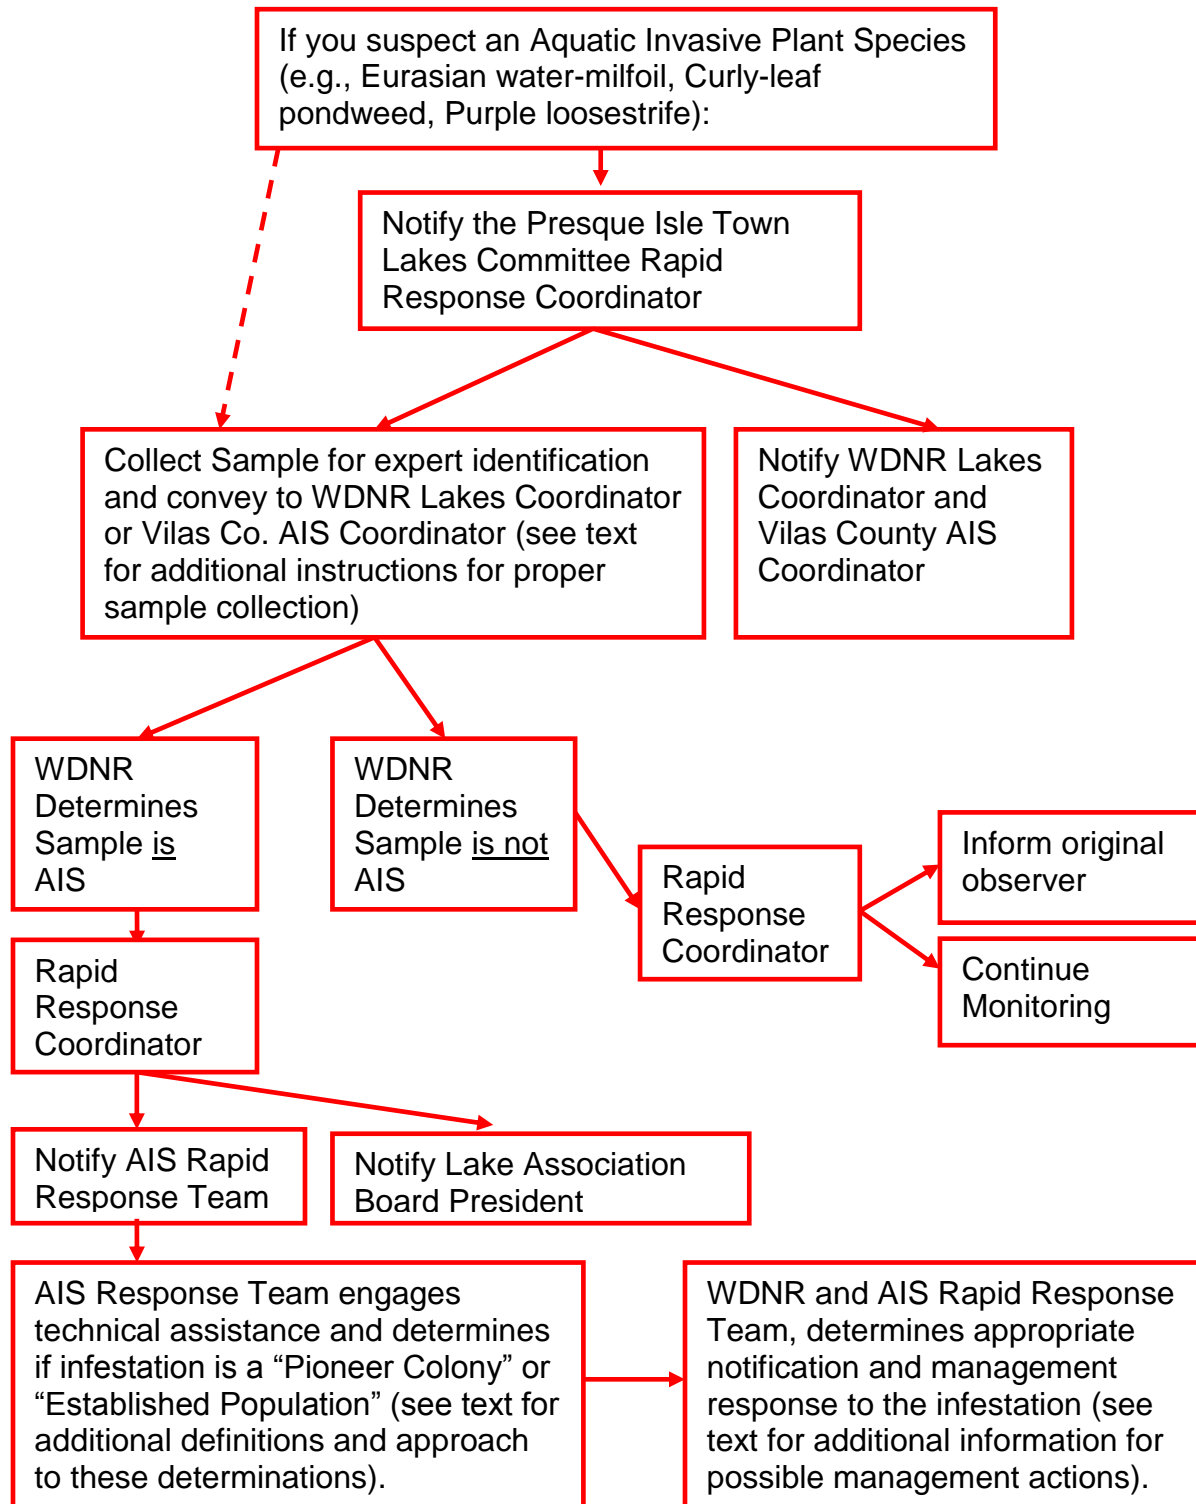 If you suspect an Aquatic Invasive Plant Species
(e.g., Eurasian water-milfoil, Curly-leaf
pondweed, Purple loosestrife):
Notify the Presque Isle Town
Lakes Committee Rapid
Response Coordinator
Collect Sample for expert identification
and convey to WDNR Lakes Coordinator
or Vilas Co. AIS Coordinator (see text
for additional instructions for proper
sample collection)
Notify WDNR Lakes
Coordinator and
Vilas County AIS
Coordinator
WDNR
Determines
Sample is
AIS
WDNR
Determines
Sample is not
AIS
Rapid
Response
Coordinator
Inform original
observer
Continue
Monitoring
Rapid
Response
Coordinator
Notify AIS Rapid
Response Team
Notify Lake Association
Board President
AIS Response Team engages
technical assistance and determines
if infestation is a “Pioneer Colony” or
“Established Population” (see text for
additional definitions and approach
to these determinations).
WDNR and AIS Rapid Response
Team, determines appropriate
notification and management
response to the infestation (see
text for additional information for
possible management actions).